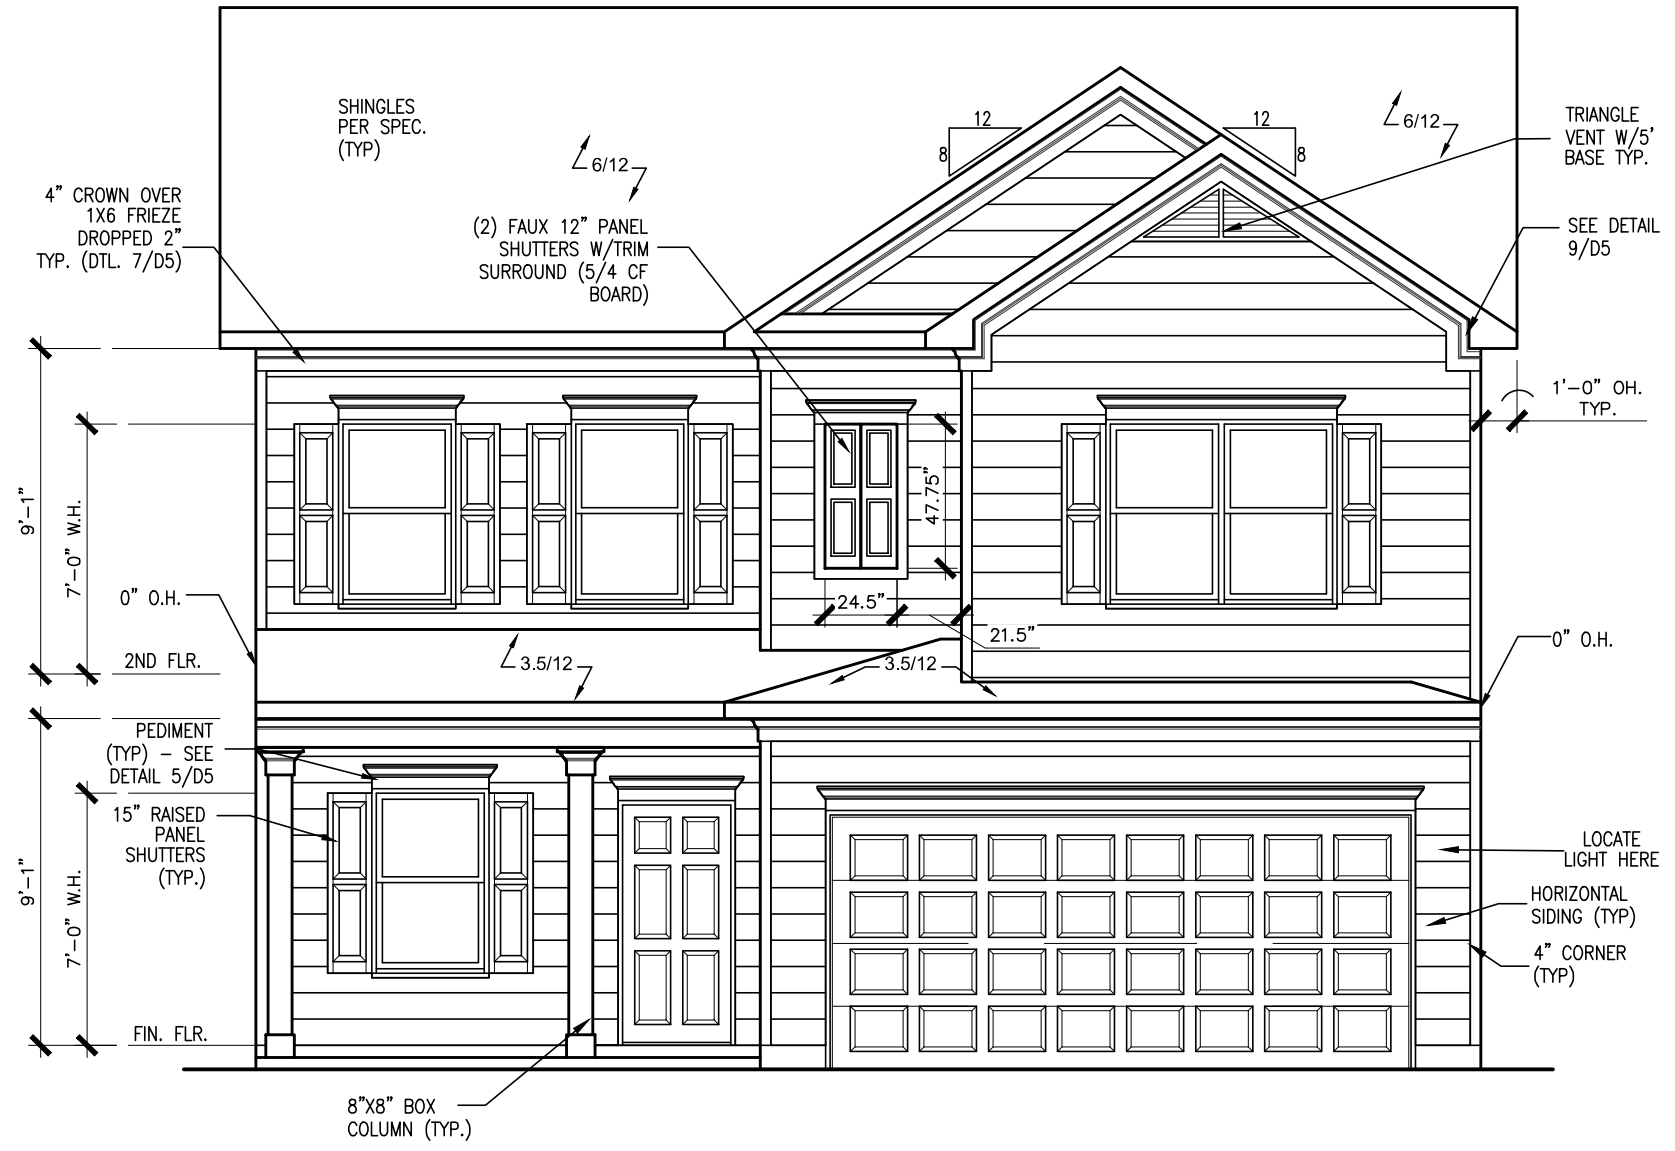 SHINGLES
PER SPEC.
(TYP)
6/12
12
8
12
8
6/12
TRIANGLE
VENT W/5'
BASE TYP.
4" CROWN OVER
1X6 FRIEZE
DROPPED 2"
TYP. (DTL. 7/D5)
(2) FAUX 12" PANEL
SHUTTERS W/TRIM
SURROUND (5/4 CF
BOARD)
SEE DETAIL
9/D5
1'-0" OH.
TYP.
9'-1"
7'-0" W.H.
47.75"
24.5"
21.5"
0" O.H.
2ND FLR.
3.5/12
3.5/12
0" O.H.
PEDIMENT
(TYP) - SEE
DETAIL 5/D5
15" RAISED
PANEL
SHUTTERS
(TYP.)
9'-1"
7'-0" W.H.
FIN. FLR.
LOCATE
LIGHT HERE
HORIZONTAL
SIDING (TYP)
4" CORNER
(TYP)
8"X8" BOX
COLUMN (TYP.)